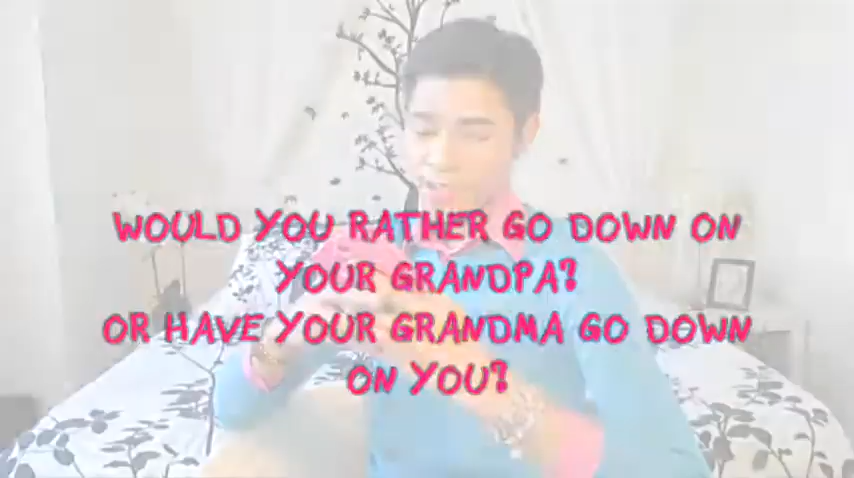 WOULD YOU RATHER GO DOWN ON
YOUR GRANDPA?
OR HAVE YOUR GRANDMA GO DOWN
ON YOU?